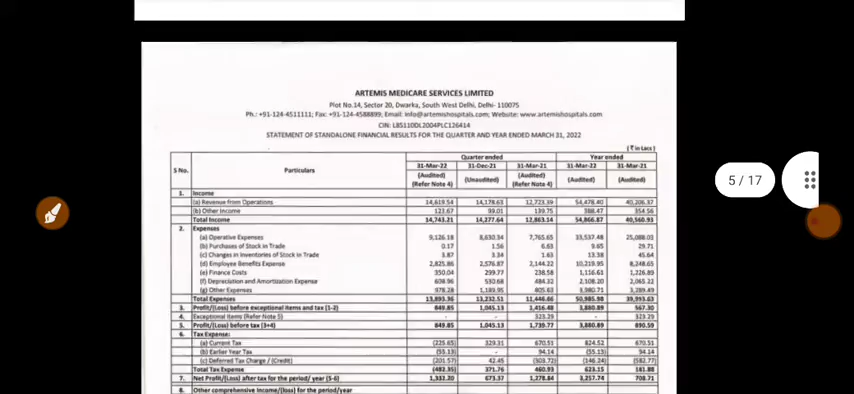 ARTEMIS MEDICARE SERVICES LIMITED
Plot No.14, Sector 20, Dwarka, South West Delhi, Delhi- 110075
Ph.: +91-124-4511111; Fax: +91-124-4588899; Email: info@artemishospitals.com; Website: www.artemishospitals.com
CIN: L85110DL2004PLC126414
STATEMENT OF STANDALONE FINANCIAL RESULTS FOR THE QUARTER AND YEAR ENDED MARCH 31, 2022
( ₹ in Lacs )
S No. Particulars Quarter ended Year ended
31-Mar-22 31-Dec-21 31-Mar-21 31-Mar-22 31-Mar-21
(Audited) (Refer Note 4) (Unaudited) (Audited) (Refer Note 4) (Audited) (Audited)
1. Income
(a) Revenue from Operations 14,619.54 14,178.63 12,723.39 54,478.40 40,206.37
(b) Other Income 123.67 99.01 139.75 388.47 354.56
Total Income 14,743.21 14,277.64 12,863.14 54,866.87 40,560.93
2. Expenses
(a) Operative Expenses 9,126.18 8,630.54 7,765.65 33,537.48 25,088.03
(b) Purchases of Stock in Trade 0.17 1.56 6.63 9.65 29.71
(c) Changes in Inventories of Stock in Trade 3.87 3.34 1.63 13.38 45.64
(d) Employee Benefits Expense 2,825.86 2,576.87 2,144.22 10,219.95 8,248.65
(e) Finance Costs 350.04 299.77 238.58 1,116.61 1,226.89
(f) Depreciation and Amortization Expense 608.96 530.68 484.32 2,108.20 2,065.22
(g) Other Expenses 978.28 1,189.95 805.63 3,980.71 3,289.49
Total Expenses 13,893.36 13,232.51 11,446.66 50,985.98 39,993.63
3. Profit/(Loss) before exceptional items and tax (1-2) 849.85 1,045.13 1,416.48 3,880.89 567.30
4. Exceptional items (Refer Note 5) - - 323.29 - 323.29
5. Profit/(Loss) before tax (3+4) 849.85 1,045.13 1,739.77 3,880.89 890.59
6. Tax Expense:
(a) Current Tax (225.65) 329.31 670.51 824.52 670.51
(b) Earlier Year Tax (55.13) - 94.14 (55.13) 94.14
(c) Deferred Tax Charge / (Credit) (201.57) 42.45 (303.72) (146.24) (582.77)
Total Tax Expense (482.35) 371.76 460.93 623.15 181.88
7. Net Profit/(Loss) after tax for the period/ year (5-6) 1,332.20 673.37 1,278.84 3,257.74 708.71
8. Other comprehensive income/(loss) for the period/year
5 / 17